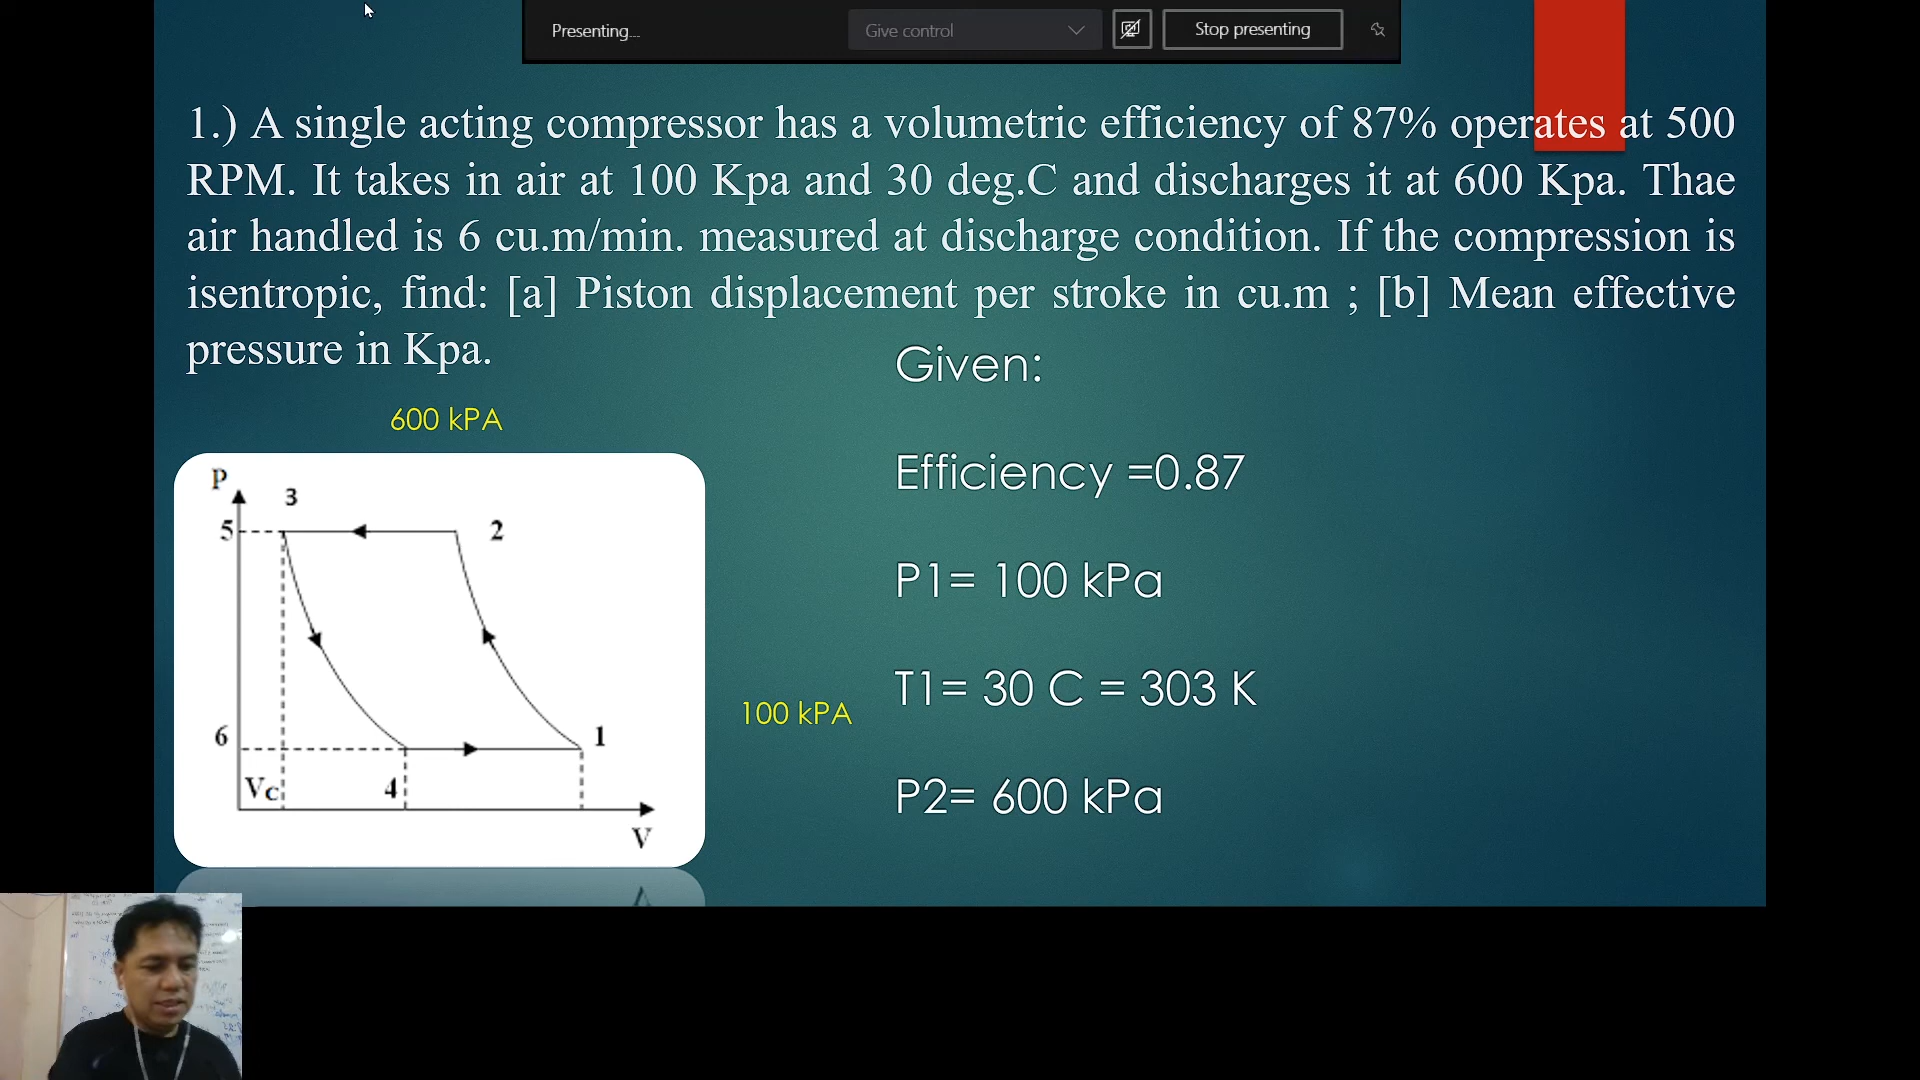 Presenting...
Give control
Stop presenting
1.) A single acting compressor has a volumetric efficiency of 87% operates at 500
RPM. It takes in air at 100 Kpa and 30 deg.C and discharges it at 600 Kpa. Thae
air handled is 6 cu.m/min. measured at discharge condition. If the compression is
isentropic, find: [a] Piston displacement per stroke in cu.m ; [b] Mean effective
pressure in Kpa.
Given:
600 kPA
Efficiency =0.87
P1= 100 kPa
T1= 30 C = 303 K
100 kPA
P2= 600 kPa
P
3
5
2
6
1
Vc
4
V